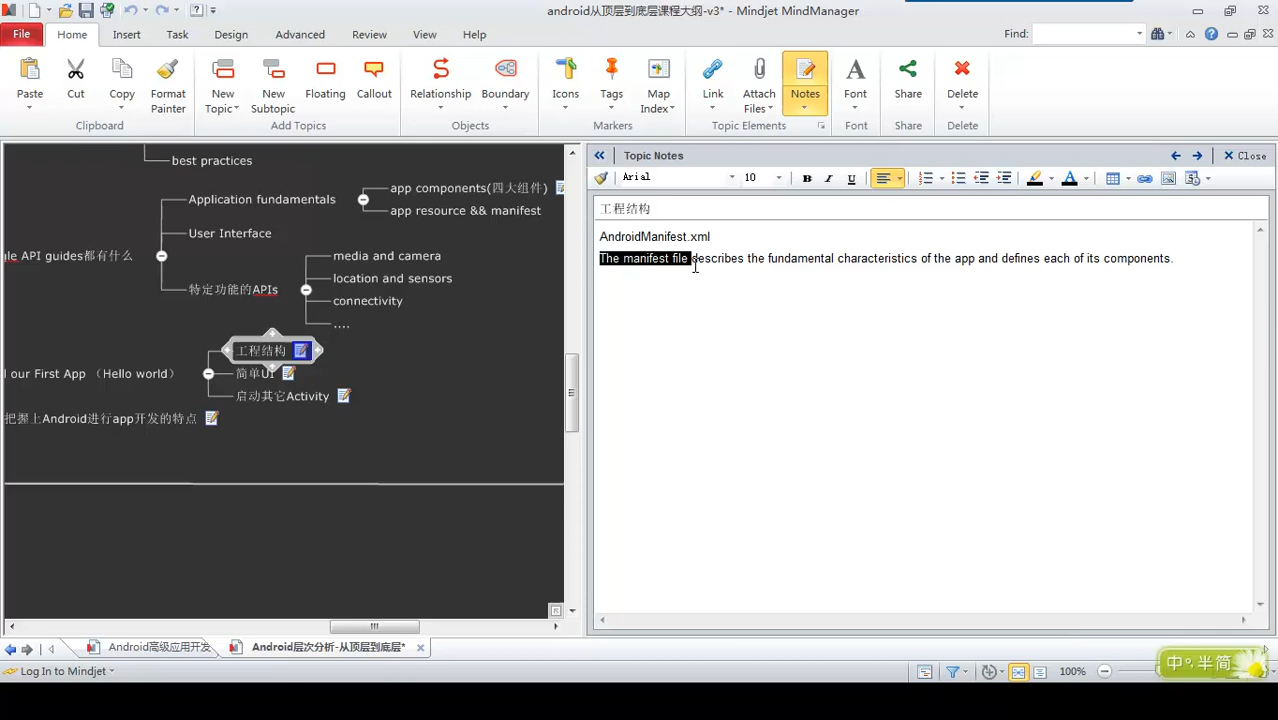 android从顶层到底层课程大纲-v3* - Mindjet MindManager
File Home Insert Task Design Advanced Review View Help Find:
Paste Cut Copy Format Painter New Topic New Subtopic Floating Callout Relationship Boundary Icons Tags Map Index Link Attach Files Notes Font Share Delete
Clipboard Add Topics Objects Markers Topic Elements Font Share Delete
best practices
app components(四大组件)
Application fundamentals
app resource && manifest
User Interface
gle API guides都有什么
media and camera
location and sensors
特定功能的APIs
connectivity
....
工程结构
l our First App （Hello world）
简单UI
启动其它Activity
把握上Android进行app开发的特点
Topic Notes Close
Arial 10
工程结构
AndroidManifest.xml
The manifest file describes the fundamental characteristics of the app and defines each of its components.
Android高级应用开发 Android层次分析-从顶层到底层*
Log In to Mindjet 100%
中 半 简